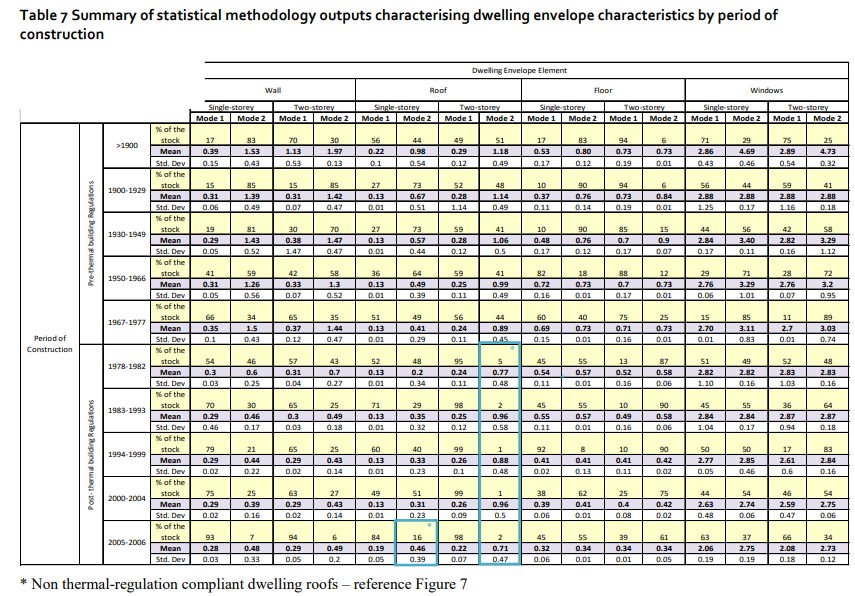 Table 7 Summary of statistical methodology outputs characterising dwelling envelope characteristics by period of
construction
Dwelling Envelope Element
Wall Roof Floor Windows
Single-storey Two-storey Single-storey Two-storey Single-storey Two-storey Single-storey Two-storey
Mode 1 Mode 2 Mode 1 Mode 2 Mode 1 Mode 2 Mode 1 Mode 2 Mode 1 Mode 2 Mode 1 Mode 2 Mode 1 Mode 2 Mode 1 Mode 2
Period of Construction
Pre-thermal building Regulations
>1900
% of the stock 17 83 70 30 56 44 49 51 17 83 94 6 71 29 75 25
Mean 0.39 1.53 1.13 1.97 0.22 0.98 0.29 1.18 0.53 0.80 0.73 0.73 2.86 4.69 2.89 4.73
Std. Dev 0.15 0.43 0.53 0.13 0.1 0.54 0.12 0.49 0.17 0.12 0.19 0.01 0.43 0.46 0.54 0.32
1900-1929
% of the stock 15 85 15 85 27 73 52 48 10 90 94 6 56 44 59 41
Mean 0.31 1.39 0.31 1.42 0.13 0.67 0.28 1.14 0.37 0.76 0.73 0.84 2.88 2.88 2.88 2.88
Std. Dev 0.06 0.49 0.07 0.47 0.01 0.51 1.14 0.49 0.11 0.14 0.19 0.01 1.25 0.17 1.16 0.18
1930-1949
% of the stock 19 81 30 70 27 73 59 41 10 90 85 15 44 56 42 58
Mean 0.29 1.43 0.38 1.47 0.13 0.57 0.28 1.06 0.48 0.76 0.7 0.9 2.84 3.40 2.82 3.29
Std. Dev 0.05 0.52 1.47 0.47 0.01 0.44 0.12 0.5 0.17 0.12 0.17 0.07 0.17 0.11 0.16 1.12
1950-1966
% of the stock 41 59 42 58 36 64 59 41 82 18 88 12 29 71 28 72
Mean 0.31 1.26 0.33 1.3 0.13 0.49 0.25 0.99 0.72 0.73 0.7 0.73 2.76 3.29 2.76 3.2
Std. Dev 0.05 0.56 0.07 0.52 0.01 0.39 0.11 0.49 0.16 0.01 0.17 0.01 0.06 1.01 0.07 0.95
1967-1977
% of the stock 66 34 65 35 51 49 56 44 60 40 75 25 15 85 11 89
Mean 0.35 1.5 0.37 1.44 0.13 0.41 0.24 0.89 0.69 0.73 0.71 0.73 2.70 3.11 2.7 3.03
Std. Dev 0.1 0.43 0.12 0.47 0.01 0.29 0.11 0.45 0.15 0.01 0.16 0.01 0.01 0.83 0.01 0.74
Post- thermal building Regulations
1978-1982
% of the stock 54 46 57 43 52 48 95 5 * 45 55 13 87 51 49 52 48
Mean 0.3 0.6 0.31 0.7 0.13 0.2 0.24 0.77 0.54 0.57 0.52 0.58 2.82 2.82 2.83 2.83
Std. Dev 0.03 0.25 0.04 0.27 0.01 0.34 0.11 0.48 0.11 0.01 0.16 0.06 1.10 0.16 1.03 0.16
1983-1993
% of the stock 70 30 65 25 71 29 98 2 45 55 10 90 45 55 36 64
Mean 0.29 0.46 0.3 0.49 0.13 0.35 0.25 0.96 0.55 0.57 0.49 0.58 2.84 2.84 2.87 2.87
Std. Dev 0.46 0.17 0.03 0.18 0.01 0.32 0.12 0.58 0.11 0.01 0.16 0.06 1.04 0.17 0.94 0.18
1994-1999
% of the stock 79 21 65 25 60 40 99 1 92 8 10 90 50 50 17 83
Mean 0.29 0.44 0.29 0.43 0.13 0.33 0.26 0.88 0.41 0.41 0.41 0.42 2.77 2.85 2.61 2.84
Std. Dev 0.02 0.22 0.02 0.14 0.01 0.23 0.1 0.48 0.02 0.13 0.11 0.02 0.05 0.46 0.6 0.16
2000-2004
% of the stock 75 25 63 27 49 51 99 1 38 62 25 75 44 54 46 54
Mean 0.29 0.39 0.29 0.43 0.13 0.31 0.26 0.96 0.39 0.41 0.4 0.42 2.63 2.74 2.59 2.75
Std. Dev 0.02 0.16 0.02 0.14 0.01 0.23 0.09 0.5 0.06 0.01 0.08 0.02 0.48 0.06 0.47 0.06
2005-2006
% of the stock 93 7 94 6 84 16 * 98 2 45 55 39 61 63 37 66 34
Mean 0.28 0.48 0.29 0.49 0.19 0.46 0.22 0.71 0.32 0.34 0.34 0.34 2.06 2.75 2.08 2.73
Std. Dev 0.03 0.33 0.05 0.2 0.05 0.39 0.07 0.47 0.06 0.01 0.01 0.05 0.19 0.19 0.18 0.12
* Non thermal-regulation compliant dwelling roofs – reference Figure 7